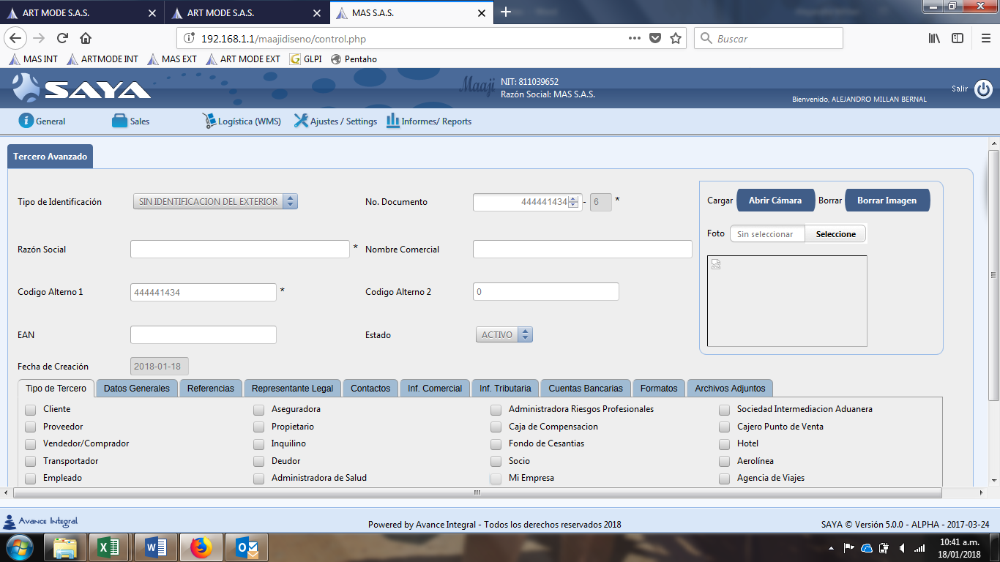 ART MODE S.A.S.
ART MODE S.A.S.
MAS S.A.S.
192.168.1.1/maajidiseno/control.php
Buscar
MAS INT
ARTMODE INT
MAS EXT
ART MODE EXT
GLPI
Pentaho
SAYA
Maaji
NIT: 811039652
Razón Social: MAS S.A.S.
Bienvenido, ALEJANDRO MILLAN BERNAL
Salir
General
Sales
Logística (WMS)
Ajustes / Settings
Informes/ Reports
Tercero Avanzado
Tipo de Identificación
SIN IDENTIFICACION DEL EXTERIOR
No. Documento
444441434 - 6 *
Cargar
Abrir Cámara
Borrar
Borrar Imagen
Foto
Sin seleccionar
Seleccione
Razón Social
*
Nombre Comercial
Codigo Alterno 1
444441434
*
Codigo Alterno 2
0
EAN
Estado
ACTIVO
Fecha de Creación
2018-01-18
Tipo de Tercero
Datos Generales
Referencias
Representante Legal
Contactos
Inf. Comercial
Inf. Tributaria
Cuentas Bancarias
Formatos
Archivos Adjuntos
Cliente
Aseguradora
Administradora Riesgos Profesionales
Sociedad Intermediacion Aduanera
Proveedor
Propietario
Caja de Compensacion
Cajero Punto de Venta
Vendedor/Comprador
Inquilino
Fondo de Cesantias
Hotel
Transportador
Deudor
Socio
Aerolínea
Empleado
Administradora de Salud
Mi Empresa
Agencia de Viajes
Avance Integral
Powered by Avance Integral - Todos los derechos reservados 2018
SAYA © Versión 5.0.0 - ALPHA - 2017-03-24
10:41 a.m.
18/01/2018